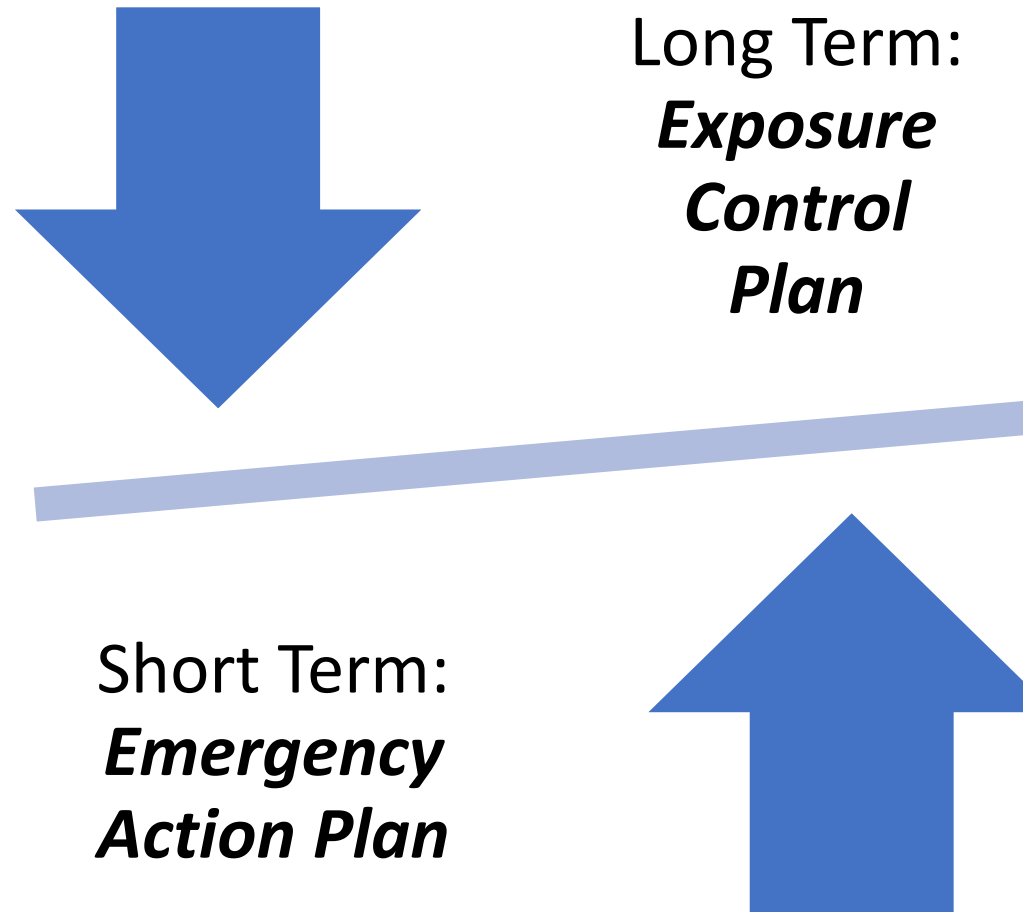 Long Term:
Exposure
Control
Plan
Short Term:
Emergency
Action Plan